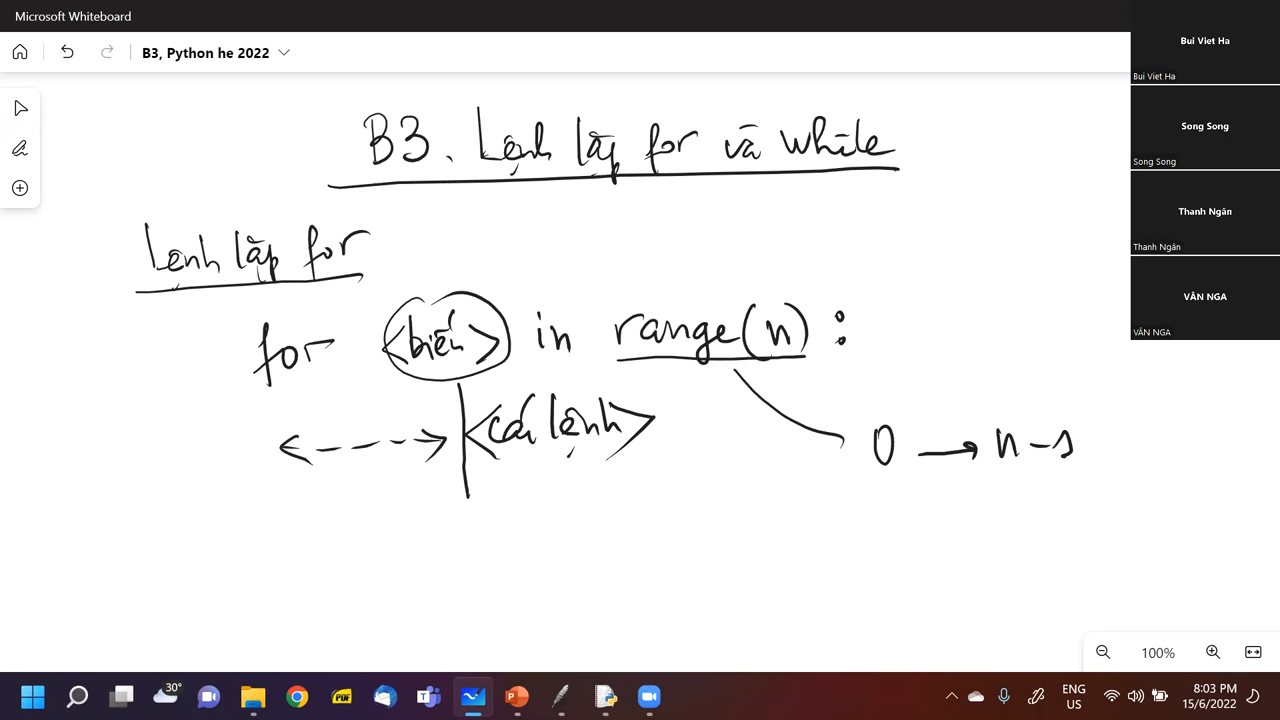 Microsoft Whiteboard
B3, Python he 2022
B3. Lệnh lặp for và while
Lệnh lặp for
for <biến> in range(n) :
<các lệnh>
0 → n-1
Bui Viet Ha
Bui Viet Ha
Song Song
Song Song
Thanh Ngân
Thanh Ngân
VÂN NGA
VÂN NGA
100%
30°
PDF
ENG
US
8:03 PM
15/6/2022